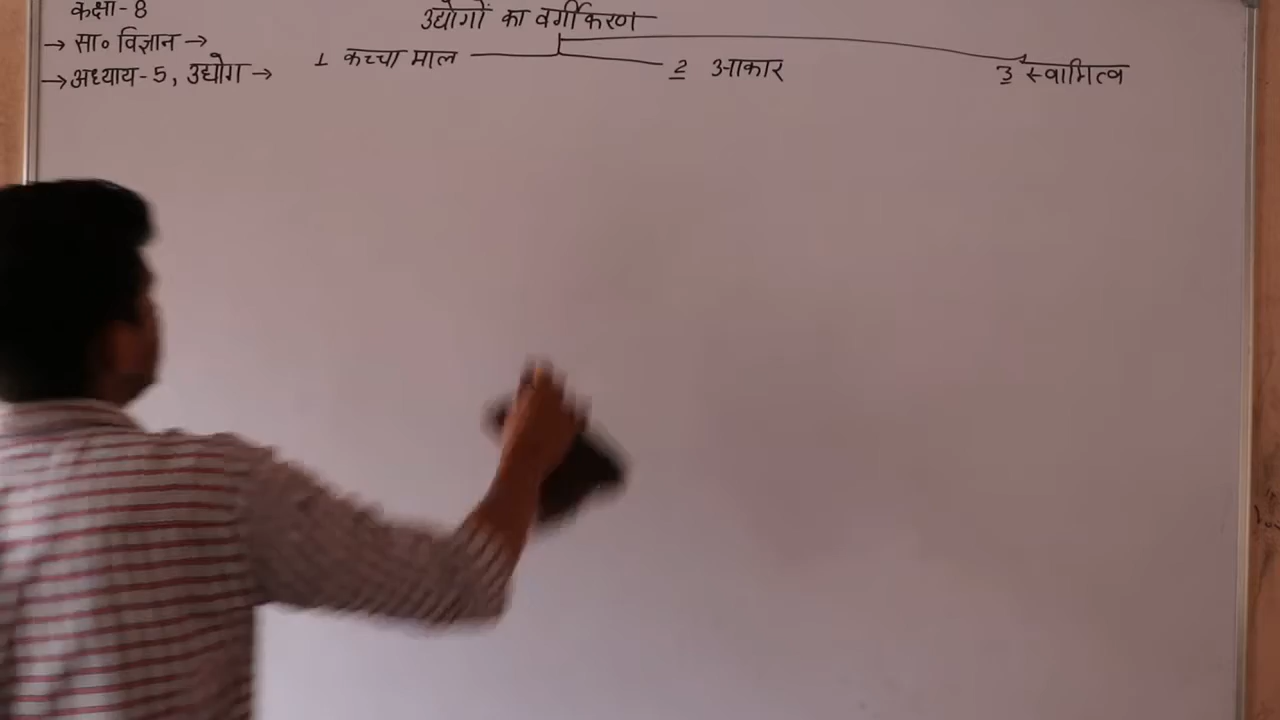 कक्षा-8
→ सा० विज्ञान →
→ अध्याय-5, उद्योग →
उद्योगों का वर्गीकरण
1 कच्चा माल
2 आकार
3 स्वामित्व